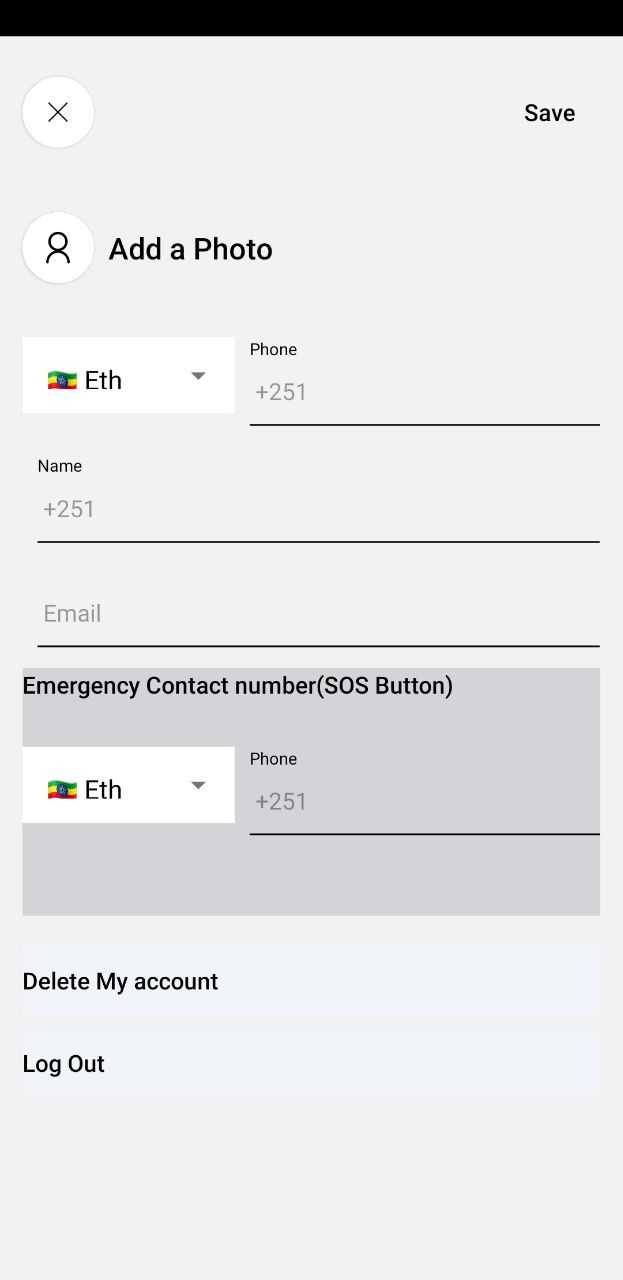 Save
Add a Photo
Eth
Phone
+251
Name
+251
Email
Emergency Contact number(SOS Button)
Eth
Phone
+251
Delete My account
Log Out